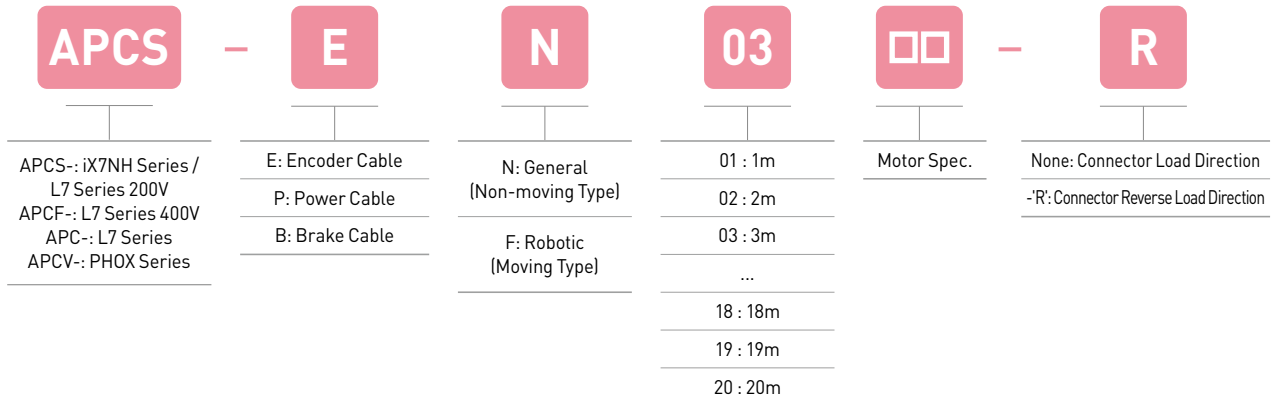 APCS – E N 03 □□ – R
APCS-: iX7NH Series /
L7 Series 200V
APCF-: L7 Series 400V
APC-: L7 Series
APCV-: PHOX Series
E: Encoder Cable
P: Power Cable
B: Brake Cable
N: General
(Non-moving Type)
F: Robotic
(Moving Type)
01 : 1m
02 : 2m
03 : 3m
...
18 : 18m
19 : 19m
20 : 20m
Motor Spec.
None: Connector Load Direction
-'R': Connector Reverse Load Direction